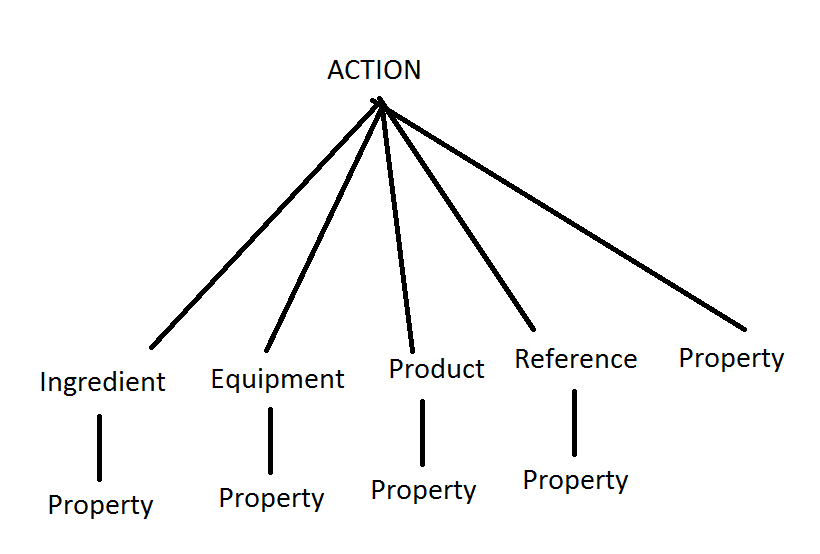 ACTION
Ingredient
Equipment
Product
Reference
Property
Property
Property
Property
Property